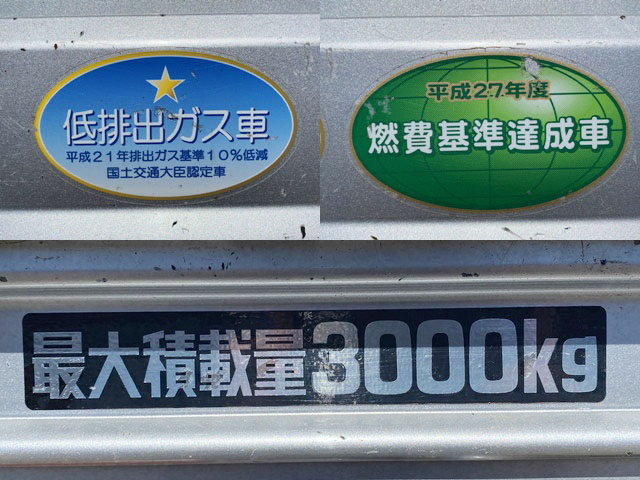 低排出ガス車
平成21年排出ガス基準10%低減
国土交通大臣認定車
平成27年度
燃費基準達成車
最大積載量3000kg